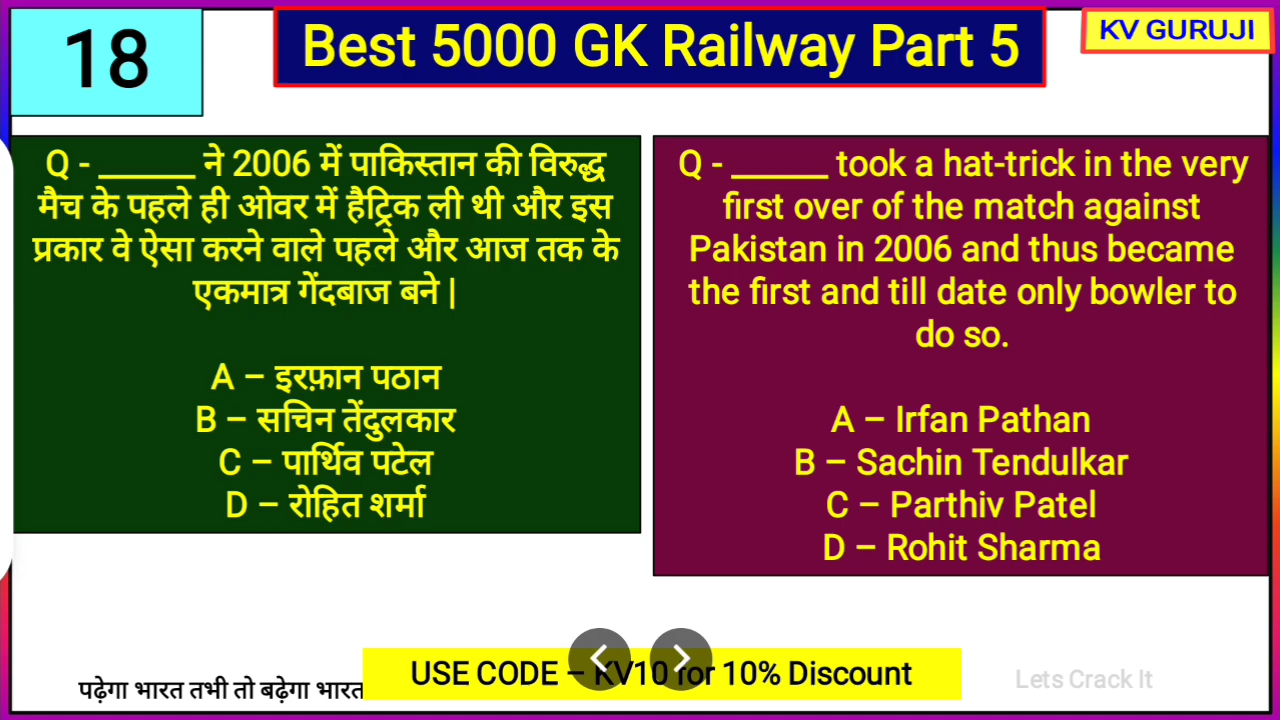 18
Best 5000 GK Railway Part 5
KV GURUJI
Q - ______ ने 2006 में पाकिस्तान की विरुद्ध
मैच के पहले ही ओवर में हैट्रिक ली थी और इस
प्रकार वे ऐसा करने वाले पहले और आज तक के
एकमात्र गेंदबाज बने |
A – इरफ़ान पठान
B – सचिन तेंदुलकार
C – पार्थिव पटेल
D – रोहित शर्मा
Q - ______ took a hat-trick in the very
first over of the match against
Pakistan in 2006 and thus became
the first and till date only bowler to
do so.
A – Irfan Pathan
B – Sachin Tendulkar
C – Parthiv Patel
D – Rohit Sharma
USE CODE – KV10 for 10% Discount
पढ़ेगा भारत तभी तो बढ़ेगा भारत
Lets Crack It